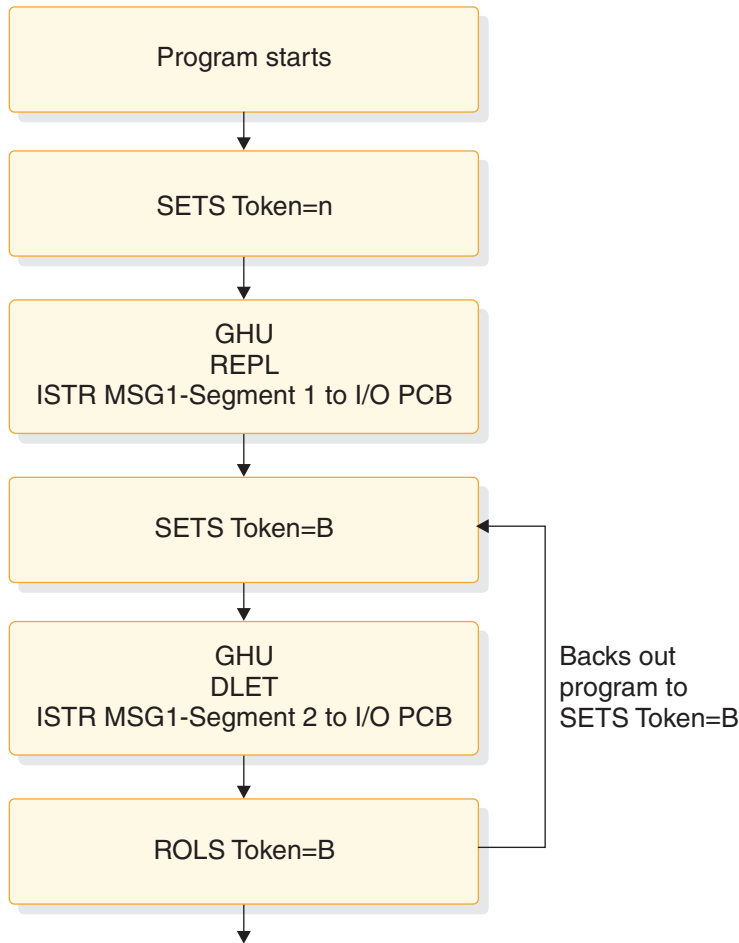 Program starts
SETS Token=n
GHU
REPL
ISTR MSG1-Segment 1 to I/O PCB
SETS Token=B
GHU
DLET
ISTR MSG1-Segment 2 to I/O PCB
Backs out
program to
SETS Token=B
ROLS Token=B